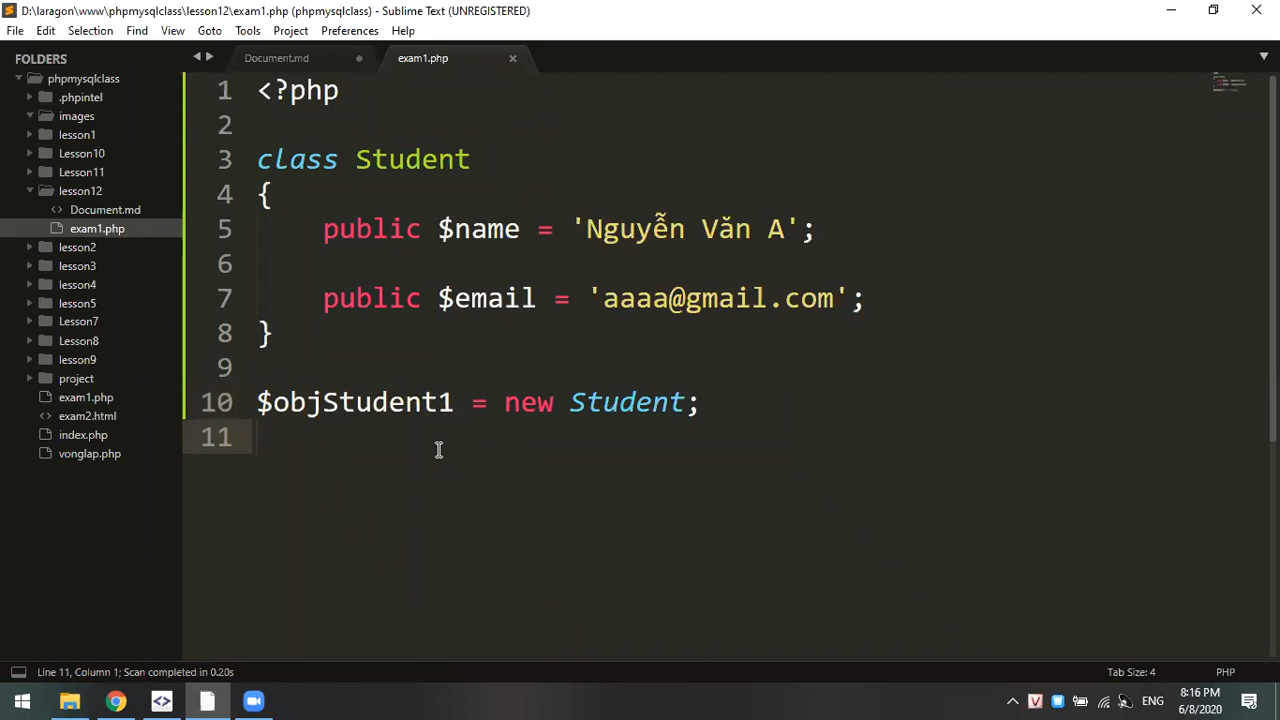 D:\laragon\www\phpmysqlclass\lesson12\exam1.php (phpmysqlclass) - Sublime Text (UNREGISTERED)
File Edit Selection Find View Goto Tools Project Preferences Help
FOLDERS
phpmysqlclass
.phpintel
images
lesson1
Lesson10
Lesson11
lesson12
Document.md
exam1.php
lesson2
lesson3
lesson4
lesson5
Lesson7
Lesson8
lesson9
project
exam1.php
exam2.html
index.php
vonglap.php
Document.md exam1.php
1 <?php
2
3 class Student
4 {
5 public $name = 'Nguyễn Văn A';
6
7 public $email = 'aaaa@gmail.com';
8 }
9
10 $objStudent1 = new Student;
11
Line 11, Column 1; Scan completed in 0.20s Tab Size: 4 PHP
ENG
8:16 PM
6/8/2020